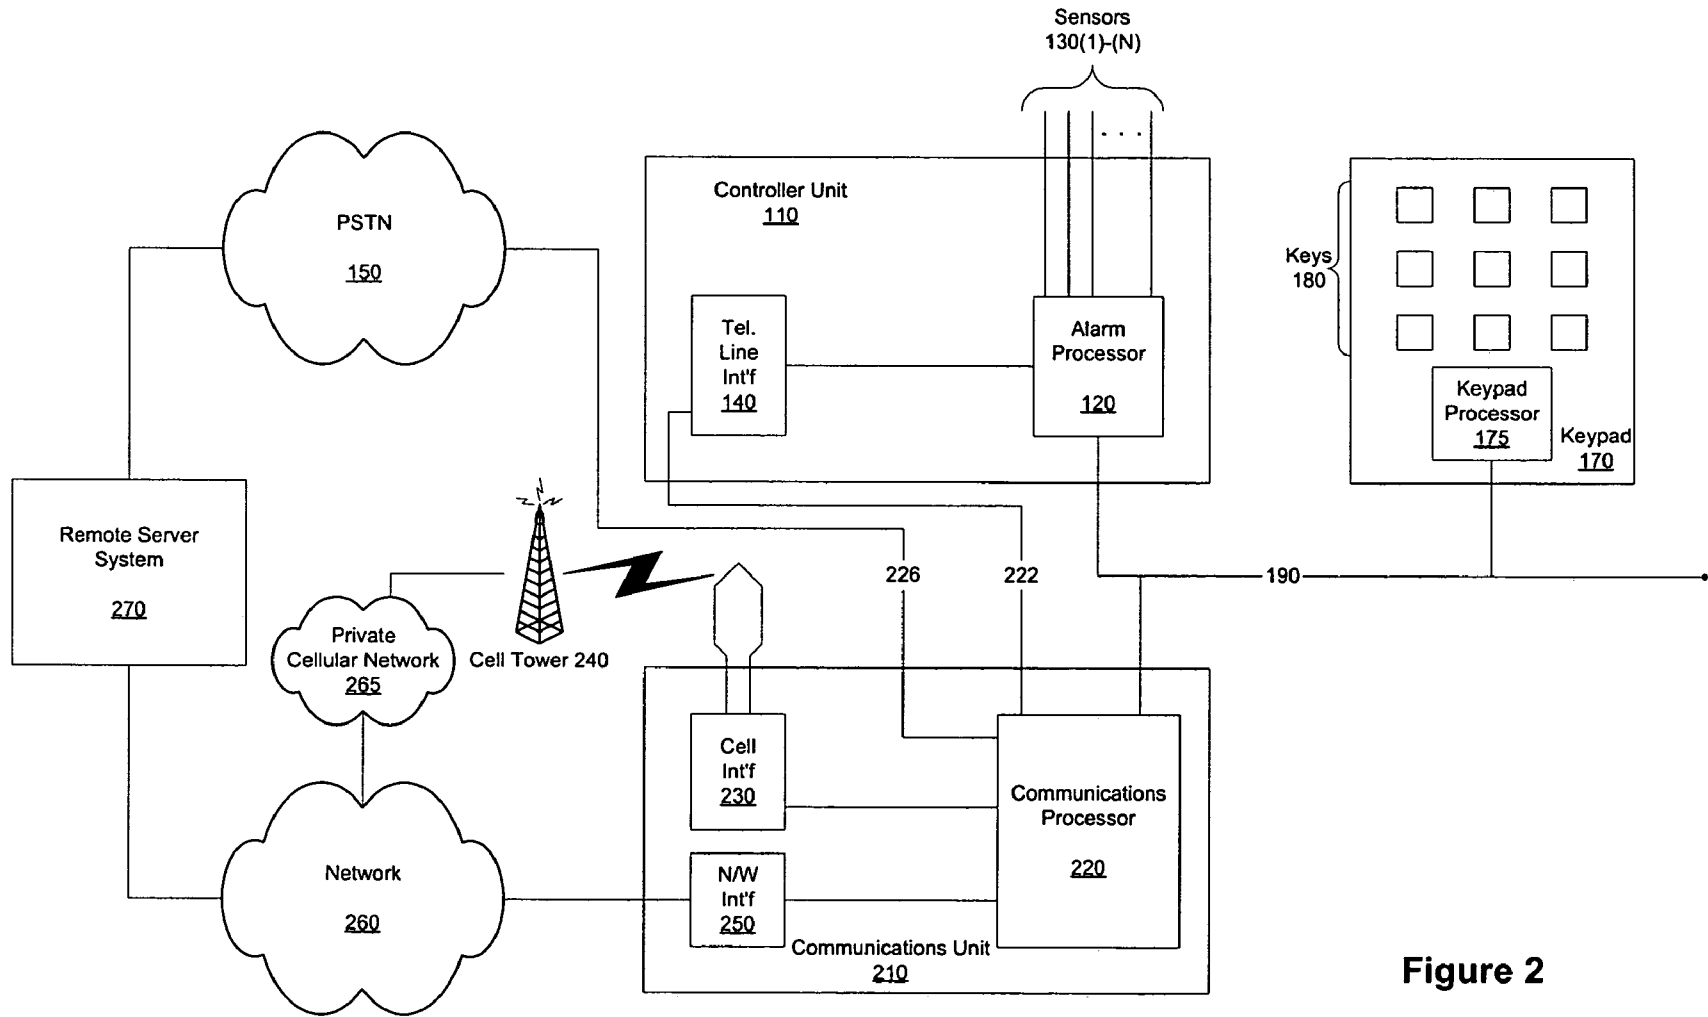 Sensors
130(1)-(N)
. . .
Controller Unit
110
PSTN
150
Keys
180
Tel.
Line
Int'f
140
Alarm
Processor
120
Keypad
Processor
175
Keypad
170
Remote Server
System
270
226
222
190
Private
Cellular Network
265
Cell Tower 240
Cell
Int'f
230
Communications
Processor
220
Network
260
N/W
Int'f
250
Communications Unit
210
Figure 2